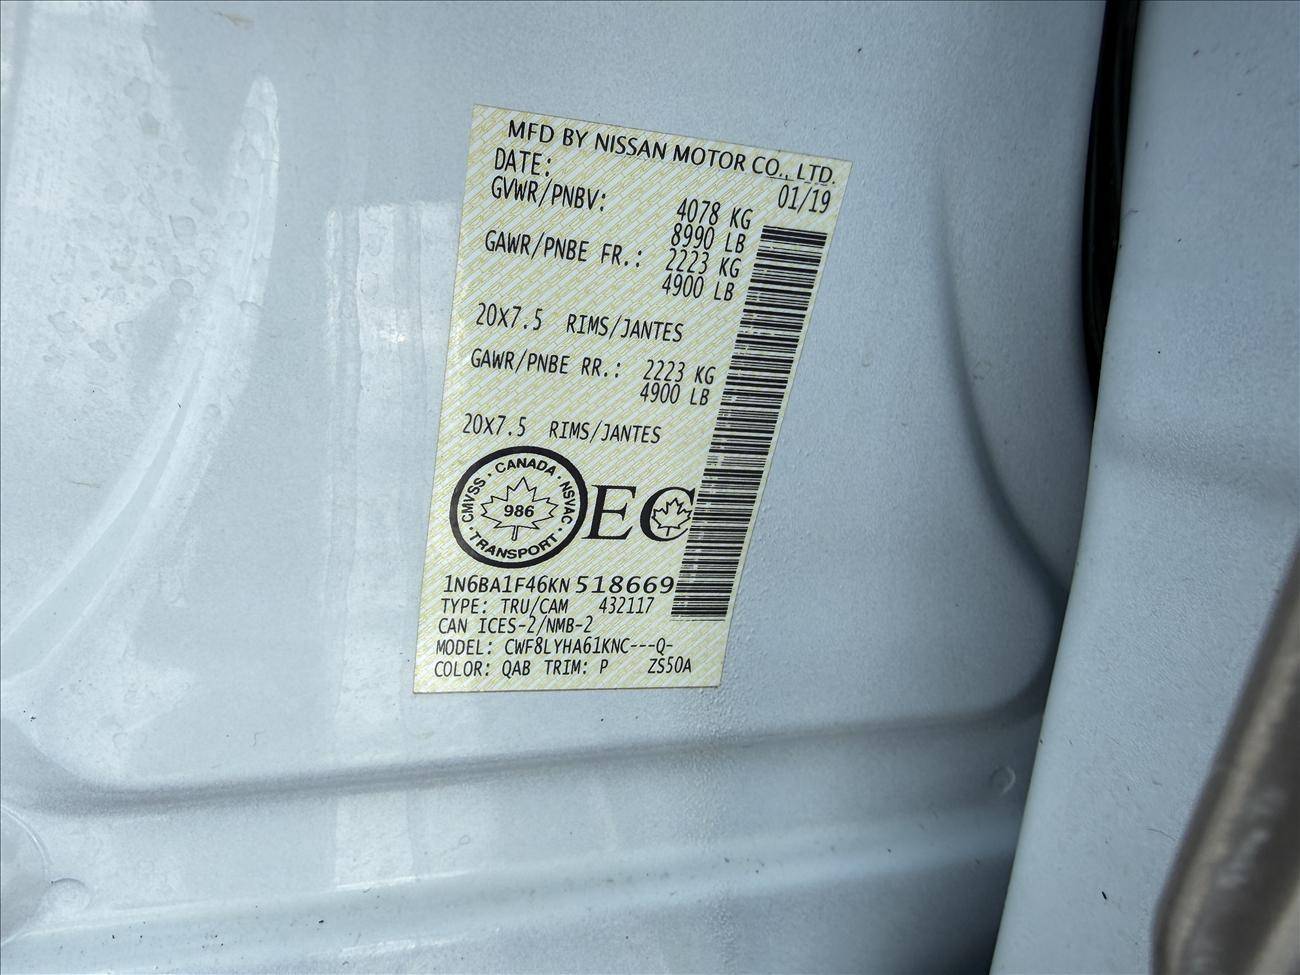 MFD BY NISSAN MOTOR CO., LTD.
DATE: 01/19
GVWR/PNBV: 4078 KG
8990 LB
GAWR/PNBE FR.: 2223 KG
4900 LB
20X7.5 RIMS/JANTES
GAWR/PNBE RR.: 2223 KG
4900 LB
20X7.5 RIMS/JANTES
CMVSS · CANADA · NSVAC · TRANSPORT ·
986
EC
1N6BA1F46KN518669
TYPE: TRU/CAM 432117
CAN ICES-2/NMB-2
MODEL: CWF8LYHA61KNC---Q-
COLOR: QAB TRIM: P ZS50A